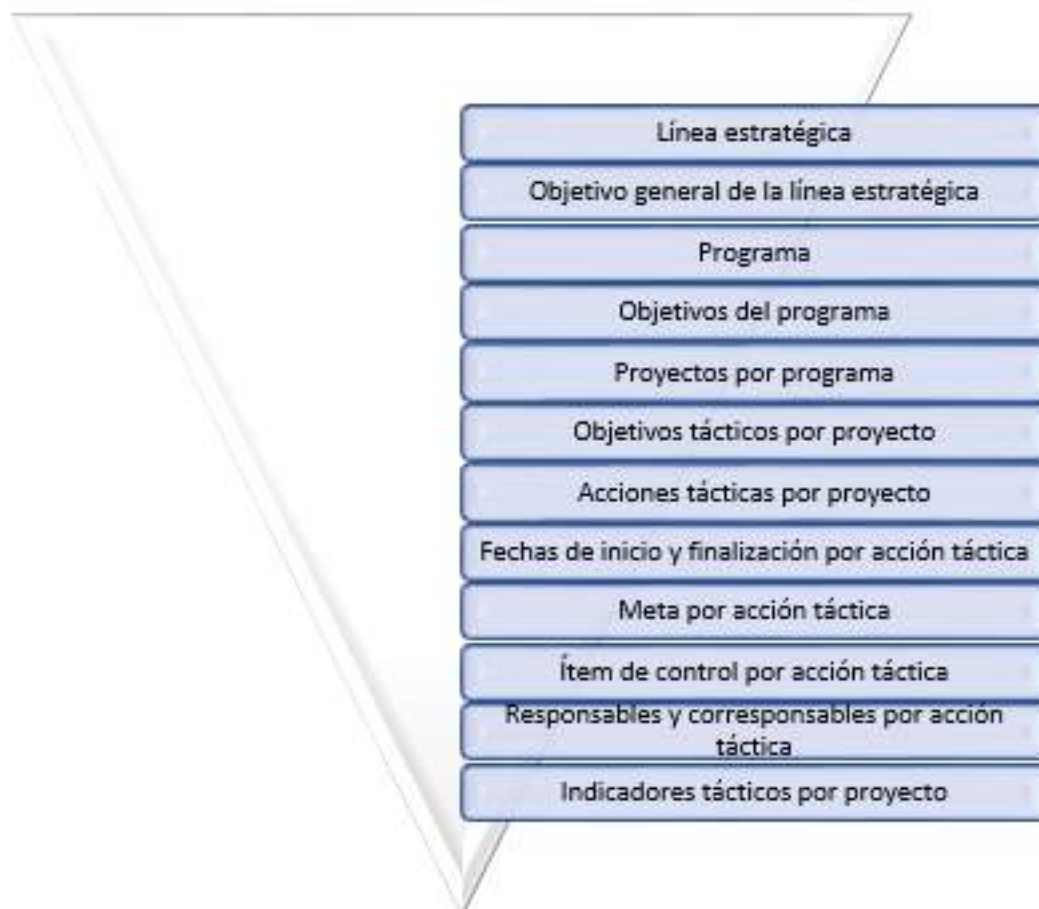 Línea estratégica
Objetivo general de la línea estratégica
Programa
Objetivos del programa
Proyectos por programa
Objetivos tácticos por proyecto
Acciones tácticas por proyecto
Fechas de inicio y finalización por acción táctica
Meta por acción táctica
Ítem de control por acción táctica
Responsables y corresponsables por acción
táctica
Indicadores tácticos por proyecto